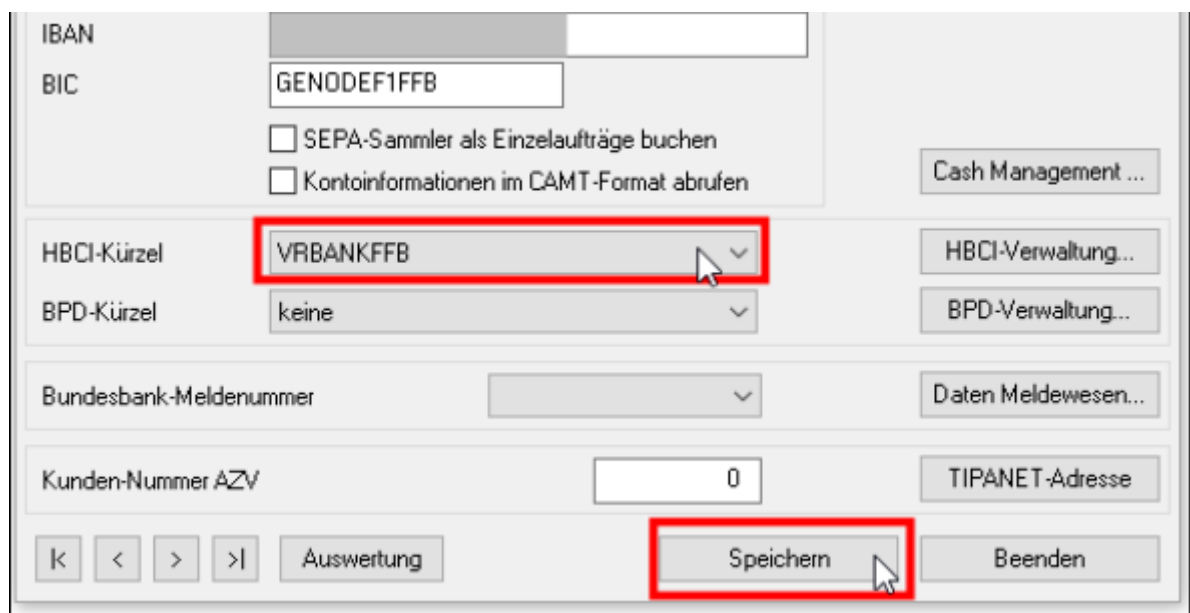 IBAN
BIC GENODEF1FFB
SEPA-Sammler als Einzelaufträge buchen
Kontoinformationen im CAMT-Format abrufen Cash Management ...
HBCI-Kürzel VRBANKFFB HBCI-Verwaltung...
BPD-Kürzel keine BPD-Verwaltung...
Bundesbank-Meldenummer Daten Meldewesen...
Kunden-Nummer AZV 0 TIPANET-Adresse
|< < > >| Auswertung Speichern Beenden